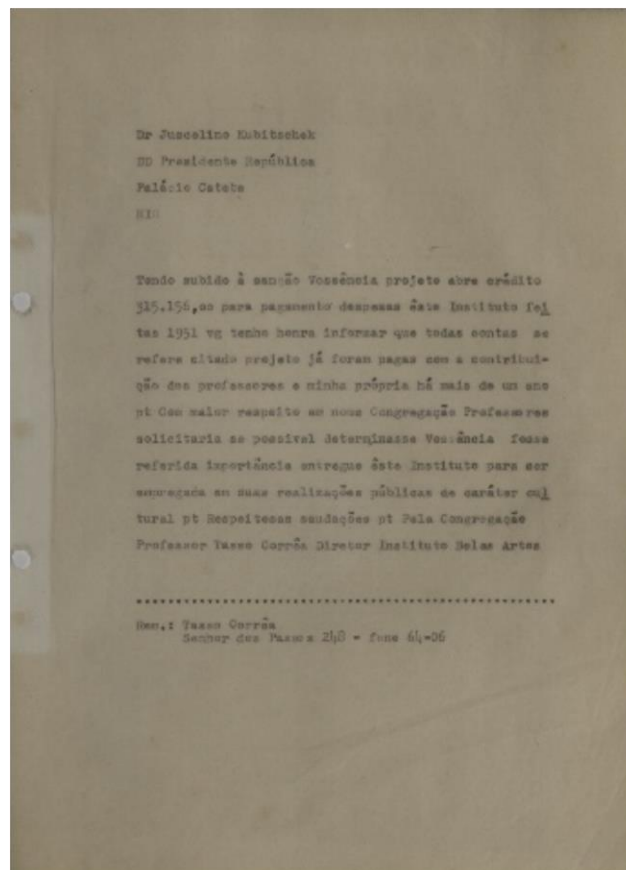 Dr Juscelino Kubitschek
DD Presidente República
Palácio Catete
RIO
Tendo subido à sanção Vossência projeto abre crédito
315.156,oo para pagamento despesas êste Instituto fei
tas 1951 vg tenho honra informar que todas contas se
refere citado projeto já foram pagas com a contribui-
ção dos professores e minha própria há mais de um ano
pt Com maior respeito em nome Congregação Professores
solicitaria se possivel determinasse Vossência fosse
referida importância entregue êste Instituto para ser
empregada em suas realizações públicas de caráter cul
tural pt Respeitosas saudações pt Pela Congregação
Professor Tasso Corrêa Diretor Instituto Belas Artes
Rem.: Tasso Corrêa
Senhor dos Passos 248 - fone 64-06